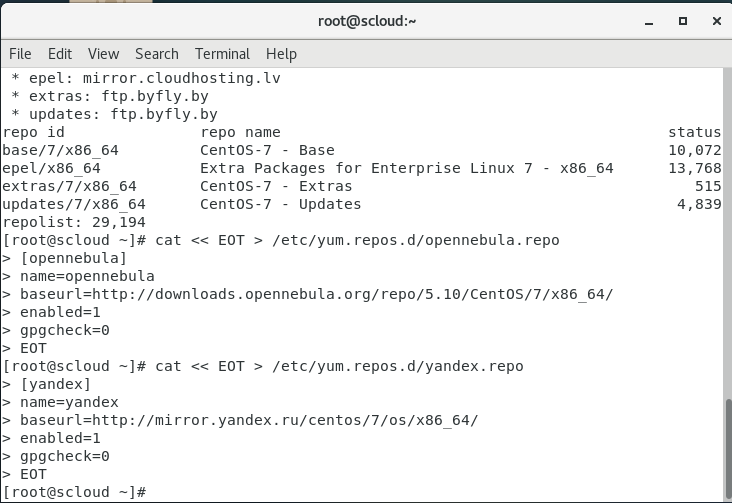 root@scloud:~
File Edit View Search Terminal Help
* epel: mirror.cloudhosting.lv
* extras: ftp.byfly.by
* updates: ftp.byfly.by
repo id repo name status
base/7/x86_64 CentOS-7 - Base 10,072
epel/x86_64 Extra Packages for Enterprise Linux 7 - x86_64 13,768
extras/7/x86_64 CentOS-7 - Extras 515
updates/7/x86_64 CentOS-7 - Updates 4,839
repolist: 29,194
[root@scloud ~]# cat << EOT > /etc/yum.repos.d/opennebula.repo
> [opennebula]
> name=opennebula
> baseurl=http://downloads.opennebula.org/repo/5.10/CentOS/7/x86_64/
> enabled=1
> gpgcheck=0
> EOT
[root@scloud ~]# cat << EOT > /etc/yum.repos.d/yandex.repo
> [yandex]
> name=yandex
> baseurl=http://mirror.yandex.ru/centos/7/os/x86_64/
> enabled=1
> gpgcheck=0
> EOT
[root@scloud ~]#